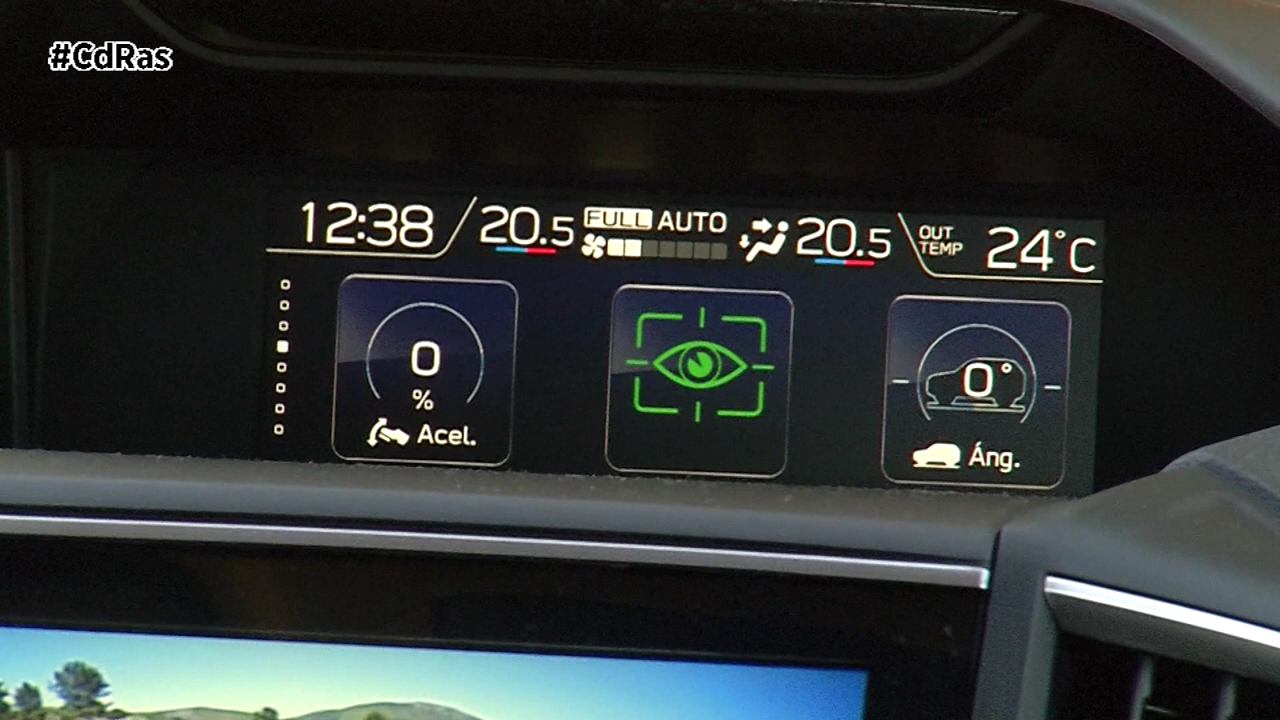 #CdRas
12:38 20.5 FULL AUTO 20.5 OUT TEMP 24°C
0 % Acel.
0° Áng.